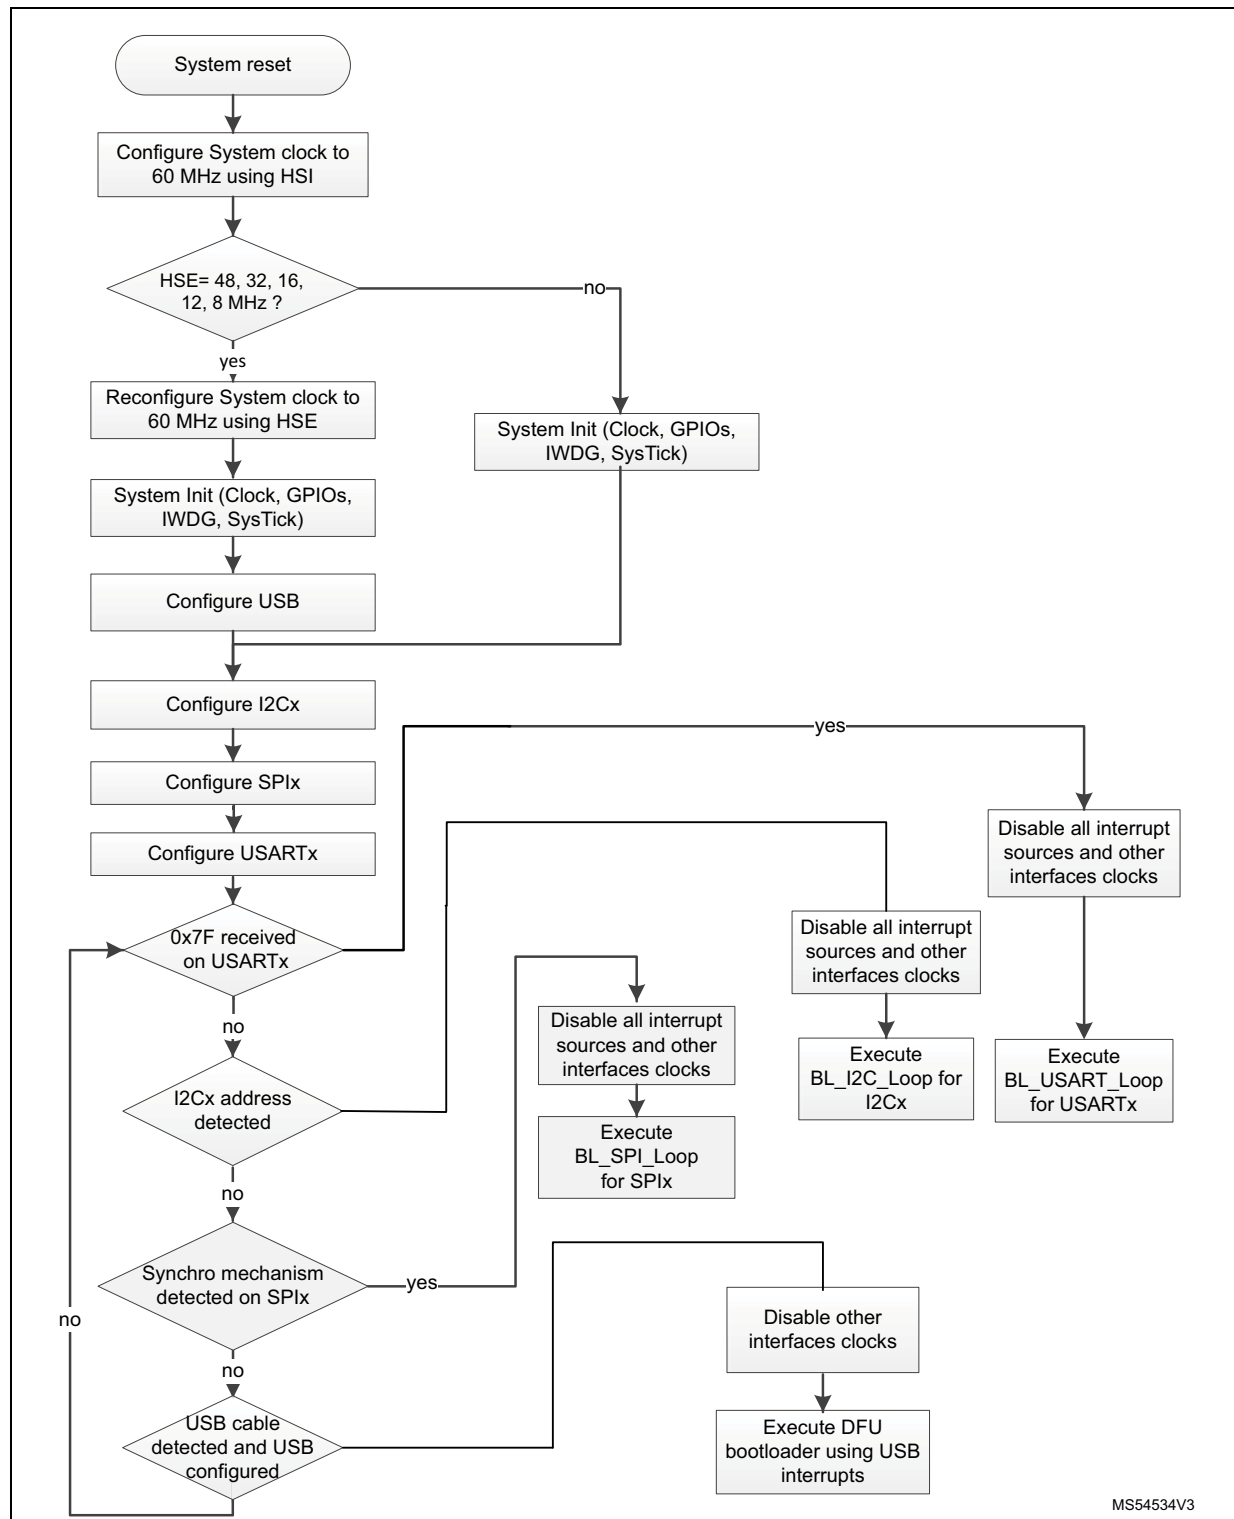 System reset
Configure System clock to
60 MHz using HSI
HSE= 48, 32, 16,
12, 8 MHz ?
no
yes
Reconfigure System clock to
60 MHz using HSE
System Init (Clock, GPIOs,
IWDG, SysTick)
System Init (Clock, GPIOs,
IWDG, SysTick)
Configure USB
Configure I2Cx
yes
Configure SPIx
Configure USARTx
Disable all interrupt
sources and other
interfaces clocks
0x7F received
on USARTx
Disable all interrupt
sources and other
interfaces clocks
no
Disable all interrupt
sources and other
interfaces clocks
Execute
BL_I2C_Loop for
I2Cx
Execute
BL_USART_Loop
for USARTx
I2Cx address
detected
Execute
BL_SPI_Loop
for SPIx
no
Synchro mechanism
detected on SPIx
yes
no
Disable other
interfaces clocks
no
USB cable
detected and USB
configured
Execute DFU
bootloader using USB
interrupts
MS54534V3